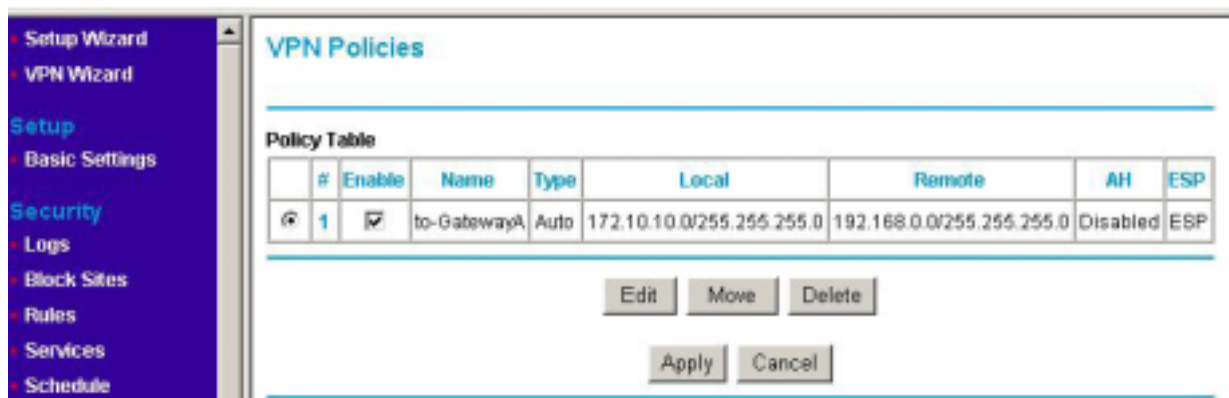 Setup Wizard
VPN Wizard
Setup
Basic Settings
Security
Logs
Block Sites
Rules
Services
Schedule
VPN Policies
Policy Table
# Enable Name Type Local Remote AH ESP
1 to-GatewayA Auto 172.10.10.0/255.255.255.0 192.168.0.0/255.255.255.0 Disabled ESP
Edit Move Delete
Apply Cancel